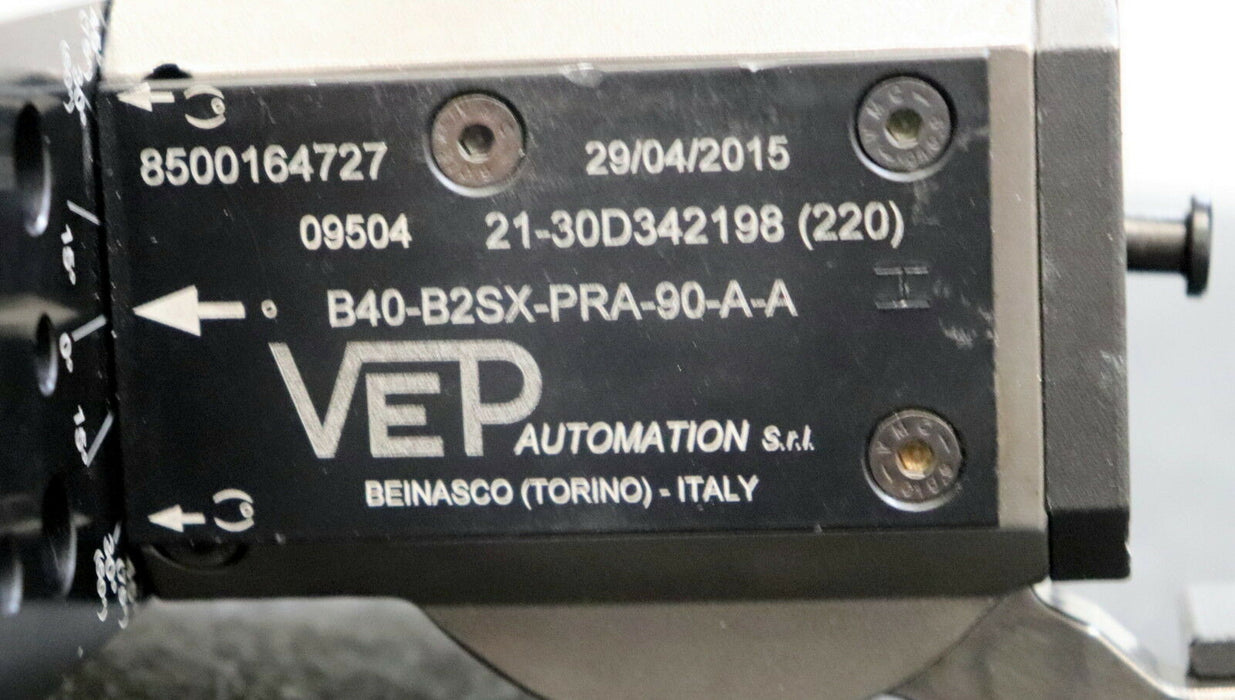 8500164727 29/04/2015
09504 21-30D342198 (220)
B40-B2SX-PRA-90-A-A
VEP AUTOMATION S.r.l.
BEINASCO (TORINO) - ITALY